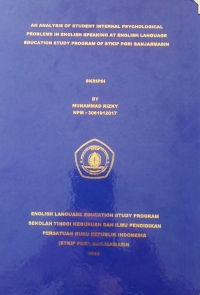 AN ANALYSIS OF STUDENT INTERNAL PSYCHOLOGICAL
PROBLEMS IN ENGLISH SPEAKING AT ENGLISH LANGUAGE
EDUCATION STUDY PROGRAM OF STKIP PGRI BANJARMASIN
SKRIPSI
BY
MUHAMMAD RIZKY
NPM : 3061912017
ENGLISH LANGUAGE EDUCATION STUDY PROGRAM
SEKOLAH TINGGI KEGURUAN DAN ILMU PENDIDIKAN
PERSATUAN GURU REPUBLIK INDONESIA
(STKIP PGRI) BANJARMASIN